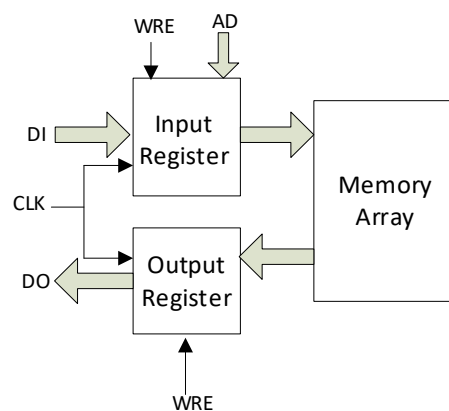 WRE
AD
DI
Input
Register
CLK
Memory
Array
DO
Output
Register
WRE